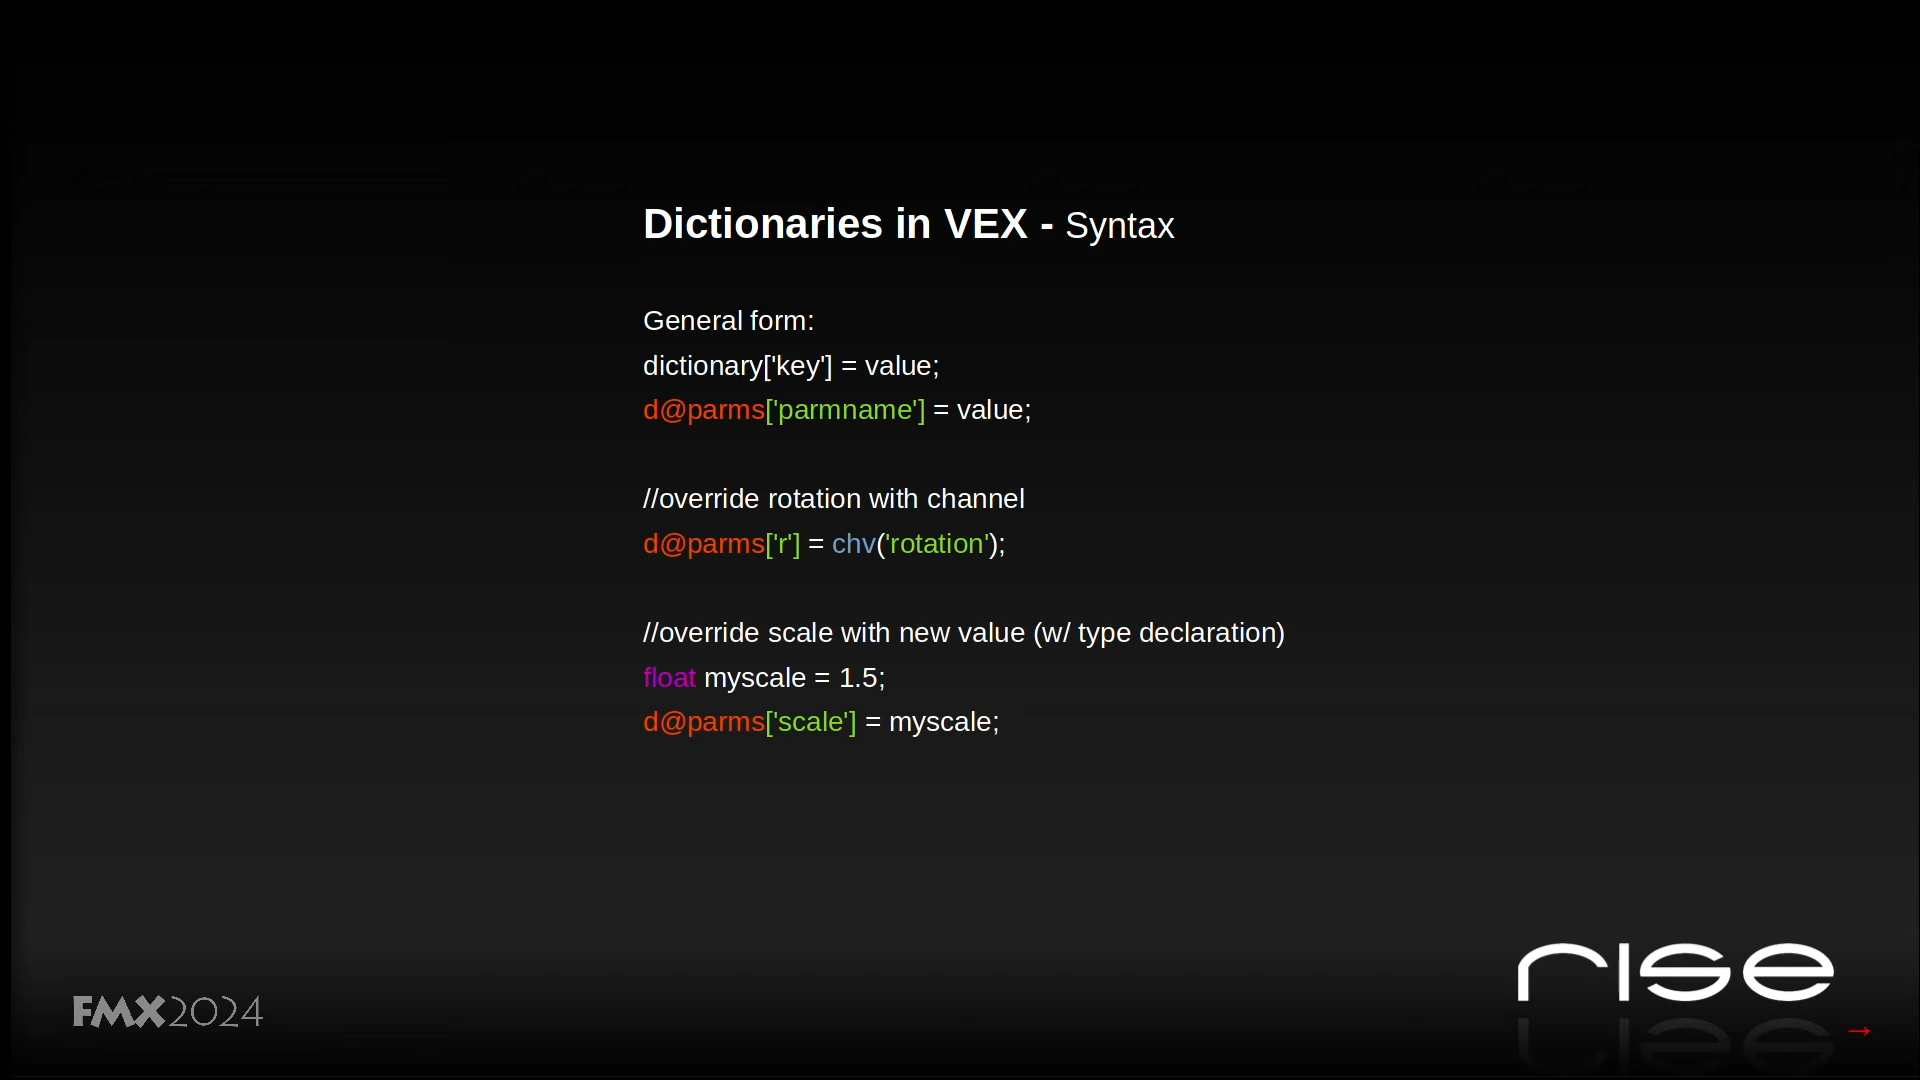 Dictionaries in VEX - Syntax
General form:
dictionary['key'] = value;
d@parms['parmname'] = value;
//override rotation with channel
d@parms['r'] = chv('rotation');
//override scale with new value (w/ type declaration)
float myscale = 1.5;
d@parms['scale'] = myscale;
rise
FMX2024
→